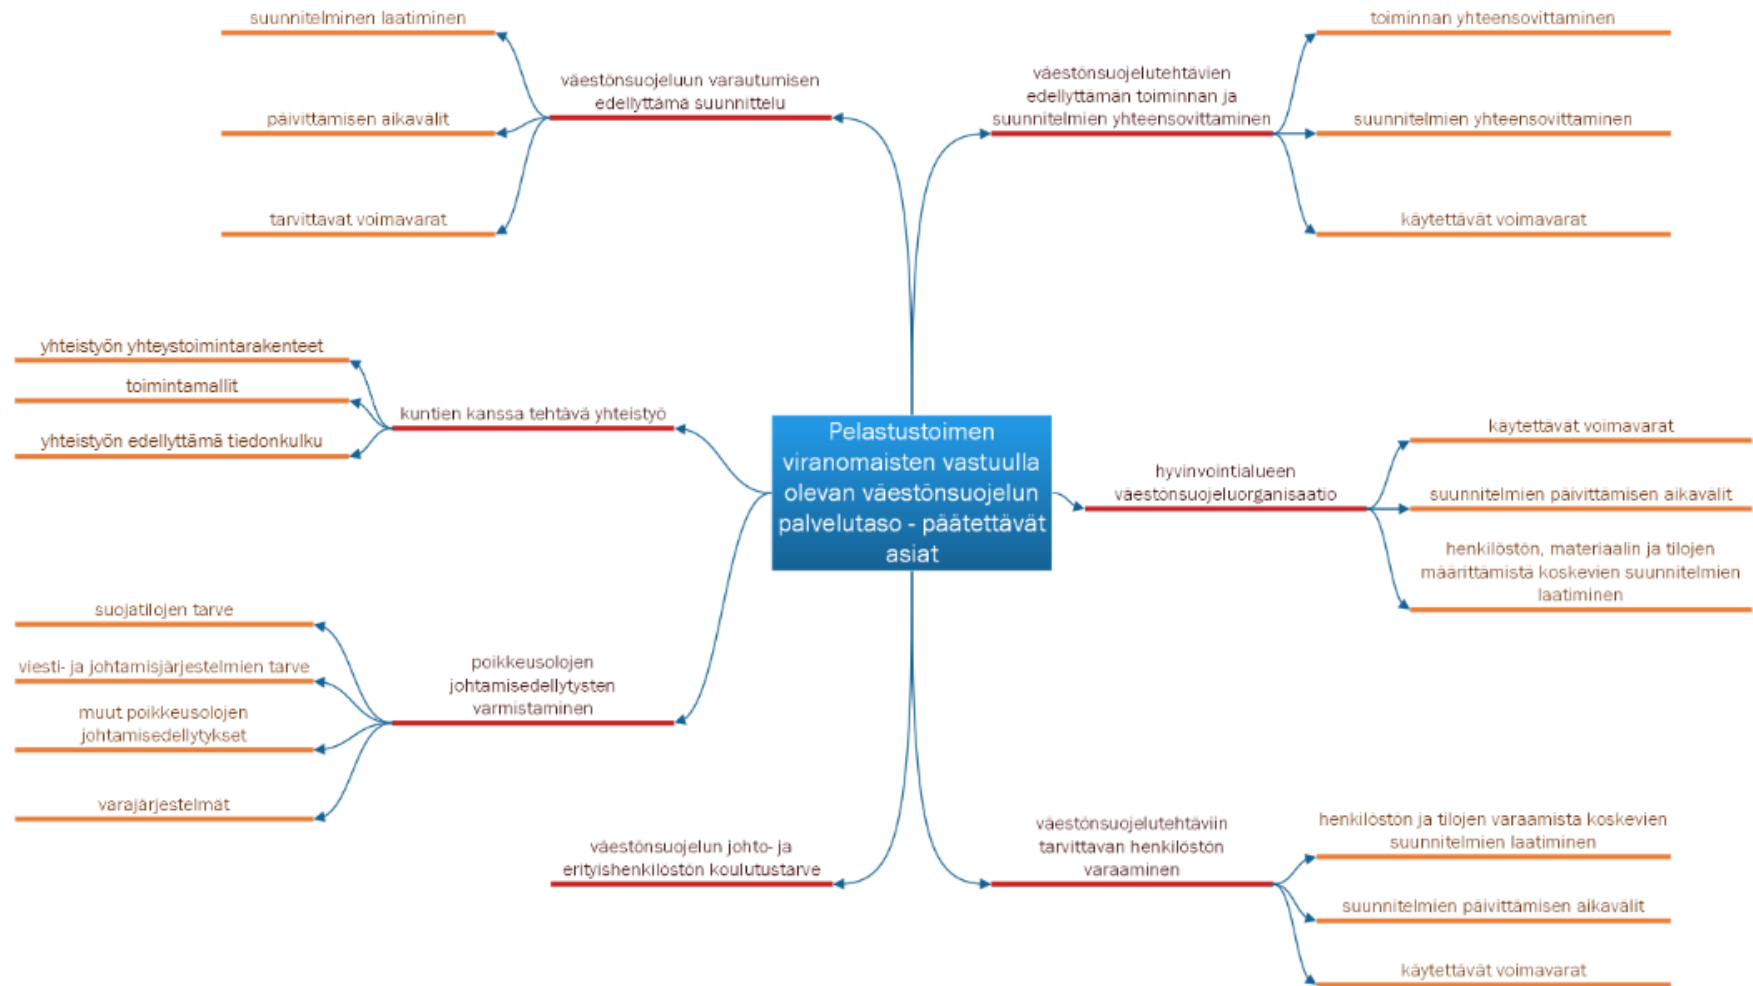 suunnitelminen laatiminen
päivittämisen aikavälit
tarvittavat voimavarat
väestönsuojeluun varautumisen
edellyttämä suunnittelu
väestönsuojelutehtävien
edellyttämän toiminnan ja
suunnitelmien yhteensovittaminen
toiminnan yhteensovittaminen
suunnitelmien yhteensovittaminen
käytettävät voimavarat
yhteistyön yhteystoimintarakenteet
toimintamallit
yhteistyön edellyttämä tiedonkulku
kuntien kanssa tehtävä yhteistyö
Pelastustoimen
viranomaisten vastuulla
olevan väestönsuojelun
palvelutaso - päätettävät
asiat
hyvinvointialueen
väestönsuojeluorganisaatio
käytettävät voimavarat
suunnitelmien päivittämisen aikavälit
henkilöstön, materiaalin ja tilojen
määrittämistä koskevien suunnitelmien
laatiminen
suojatilojen tarve
viesti- ja johtamisjärjestelmien tarve
muut poikkeusolojen
johtamisedellytykset
varajärjestelmät
poikkeusolojen
johtamisedellytysten
varmistaminen
väestönsuojelun johto- ja
erityishenkilöstön koulutustarve
väestönsuojelutehtäviin
tarvittavan henkilöstön
varaaminen
henkilöstön ja tilojen varaamista koskevien
suunnitelmien laatiminen
suunnitelmien päivittämisen aikavälit
käytettävät voimavarat